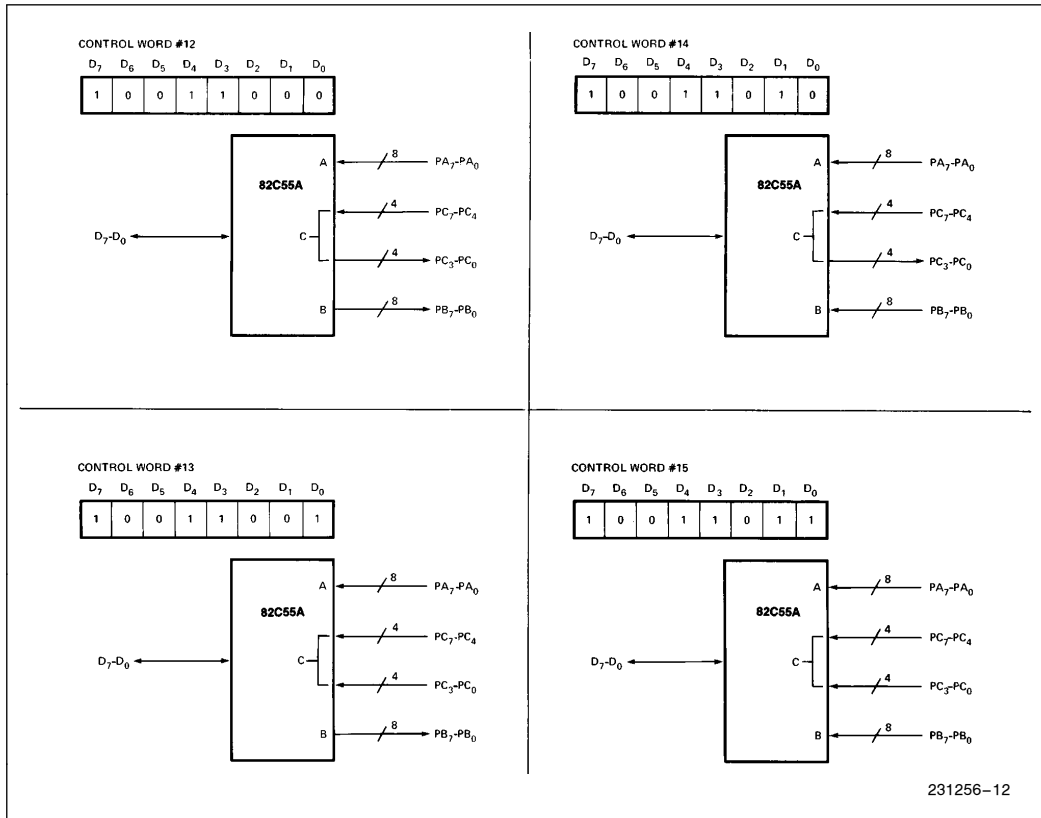 CONTROL WORD #12
D7 D6 D5 D4 D3 D2 D1 D0
1 0 0 1 1 0 0 0
82C55A
A
8
PA7-PA0
4
PC7-PC4
D7-D0
C
4
PC3-PC0
B
8
PB7-PB0
CONTROL WORD #14
D7 D6 D5 D4 D3 D2 D1 D0
1 0 0 1 1 0 1 0
82C55A
A
8
PA7-PA0
4
PC7-PC4
D7-D0
C
4
PC3-PC0
B
8
PB7-PB0
CONTROL WORD #13
D7 D6 D5 D4 D3 D2 D1 D0
1 0 0 1 1 0 0 1
82C55A
A
8
PA7-PA0
4
PC7-PC4
D7-D0
C
4
PC3-PC0
B
8
PB7-PB0
CONTROL WORD #15
D7 D6 D5 D4 D3 D2 D1 D0
1 0 0 1 1 0 1 1
82C55A
A
8
PA7-PA0
4
PC7-PC4
D7-D0
C
4
PC3-PC0
B
8
PB7-PB0
231256-12